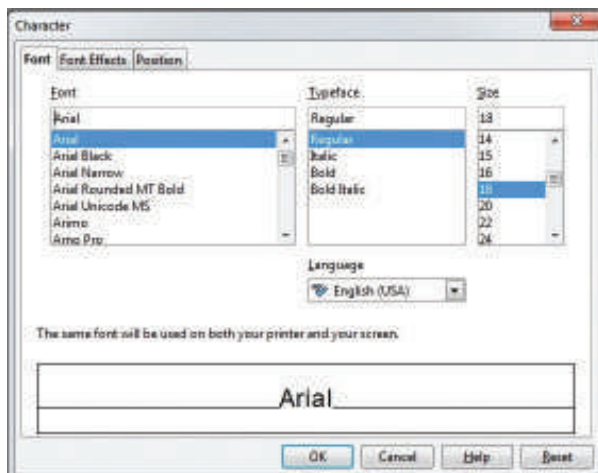 Character
Font Font Effects Position
Font Typeface Size
Arial Regular 18
Arial Regular 14
Arial Black Italic 15
Arial Narrow Bold 16
Arial Rounded MT Bold Bold Italic 18
Arial Unicode MS 20
Arimo 22
Arno Pro 24
Language
English (USA)
The same font will be used on both your printer and your screen.
Arial
OK Cancel Help Reset